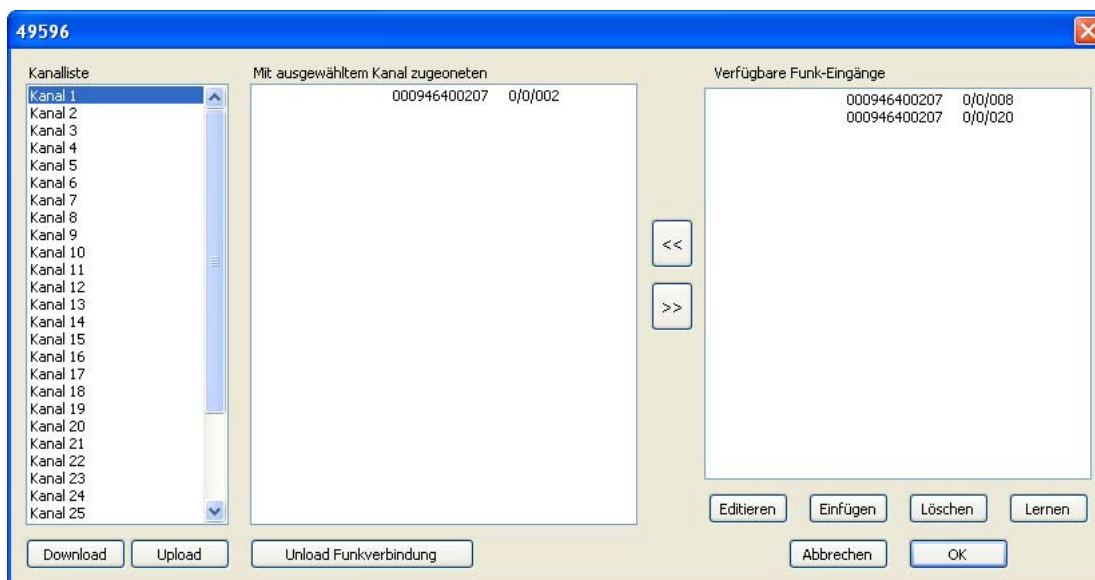 49596
Kanalliste
Kanal 1
Kanal 2
Kanal 3
Kanal 4
Kanal 5
Kanal 6
Kanal 7
Kanal 8
Kanal 9
Kanal 10
Kanal 11
Kanal 12
Kanal 13
Kanal 14
Kanal 15
Kanal 16
Kanal 17
Kanal 18
Kanal 19
Kanal 20
Kanal 21
Kanal 22
Kanal 23
Kanal 24
Kanal 25
Mit ausgewähltem Kanal zugeoneten
000946400207 0/0/002
<<
>>
Verfügbare Funk-Eingänge
000946400207 0/0/008
000946400207 0/0/020
Editieren Einfügen Löschen Lernen
Download Upload Unload Funkverbindung Abbrechen OK